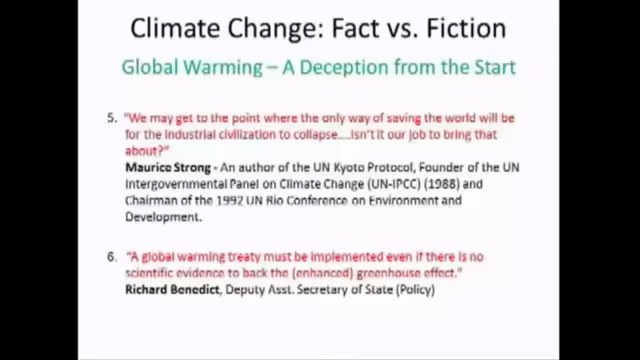 Climate Change: Fact vs. Fiction
Global Warming – A Deception from the Start
5. "We may get to the point where the only way of saving the world will be
for the industrial civilization to collapse....Isn't it our job to bring that
about?"
Maurice Strong - An author of the UN Kyoto Protocol, Founder of the UN
Intergovernmental Panel on Climate Change (UN-IPCC) (1988) and
Chairman of the 1992 UN Rio Conference on Environment and
Development.
6. "A global warming treaty must be implemented even if there is no
scientific evidence to back the (enhanced) greenhouse effect."
Richard Benedict, Deputy Asst. Secretary of State (Policy)